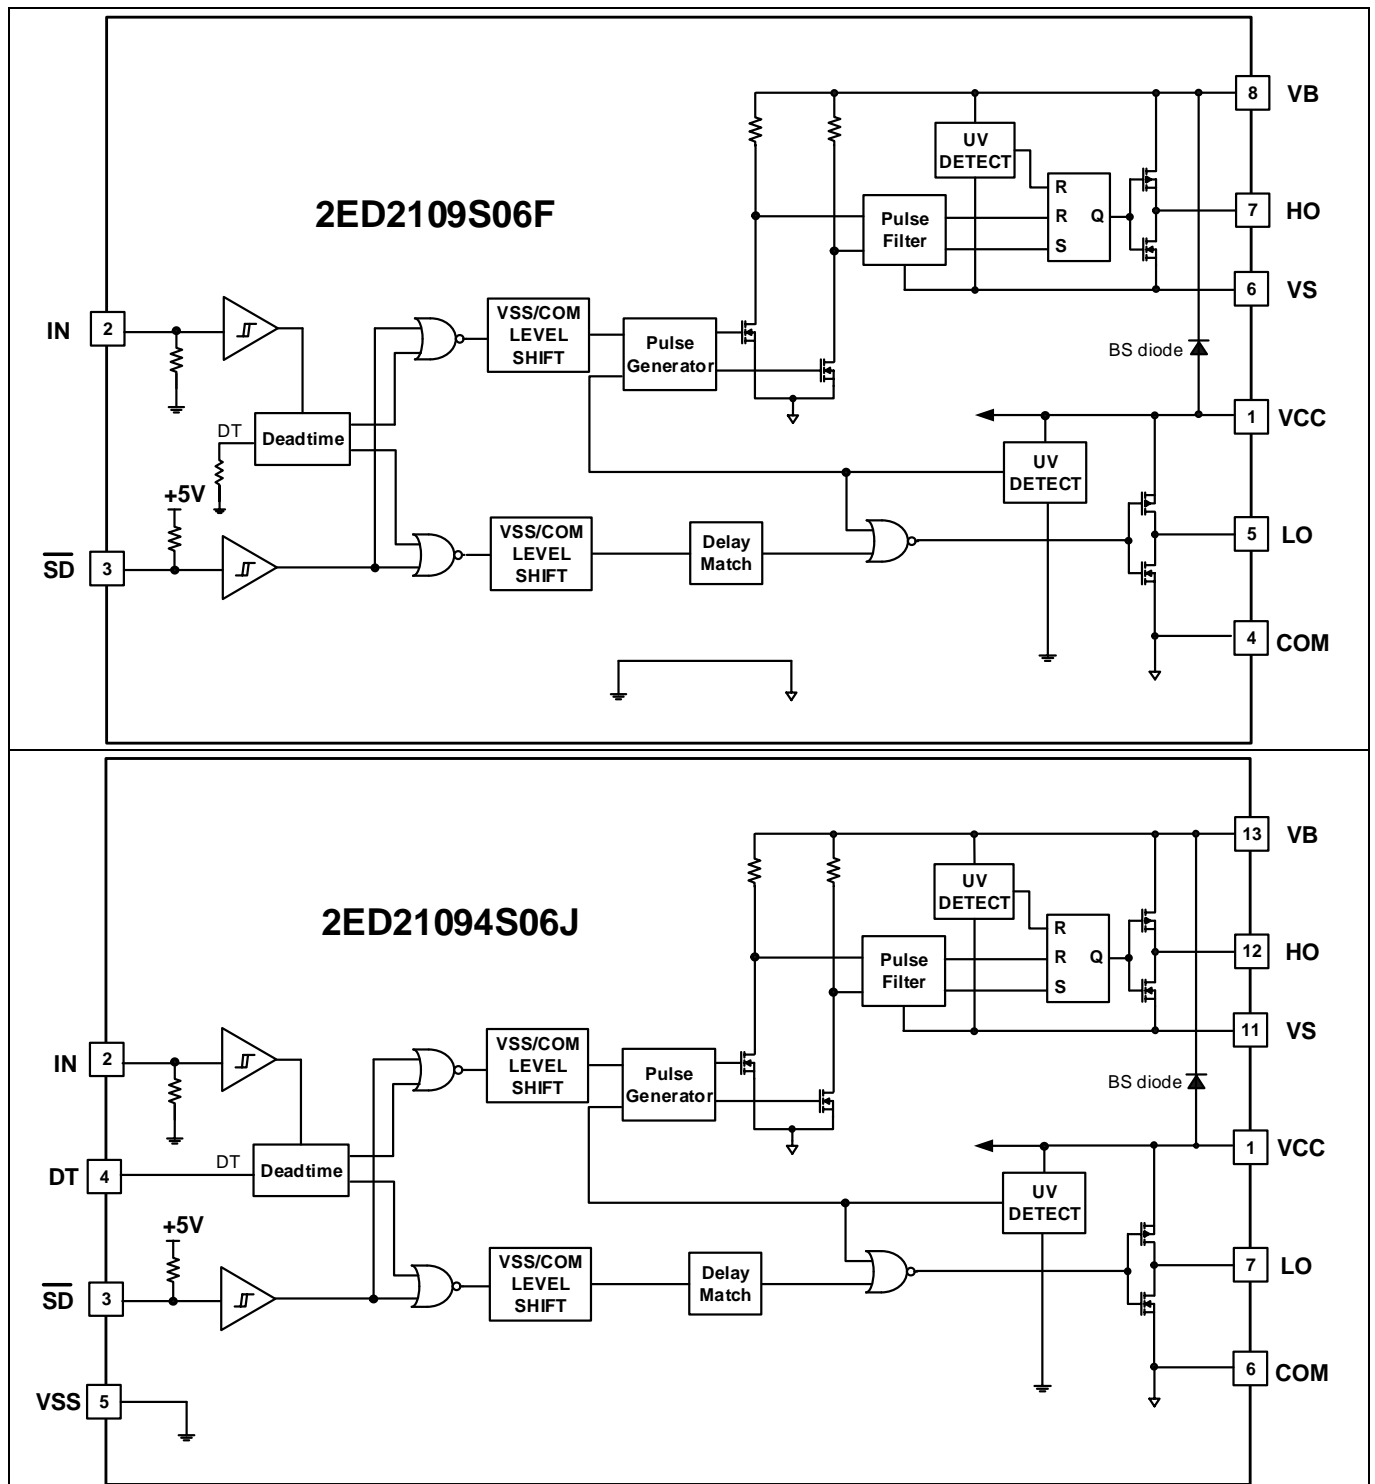 8
VB
UV
DETECT
R
R
Q
S
2ED2109S06F
Pulse
Filter
7
HO
6
VS
IN
2
VSS/COM
LEVEL
SHIFT
Pulse
Generator
BS diode
DT
Deadtime
1
VCC
UV
DETECT
+5V
SD
3
VSS/COM
LEVEL
SHIFT
Delay
Match
5
LO
4
COM
13
VB
UV
DETECT
R
R
Q
S
2ED21094S06J
Pulse
Filter
12
HO
11
VS
IN
2
VSS/COM
LEVEL
SHIFT
Pulse
Generator
BS diode
DT
4
DT
Deadtime
1
VCC
UV
DETECT
+5V
SD
3
VSS/COM
LEVEL
SHIFT
Delay
Match
7
LO
6
COM
VSS
5